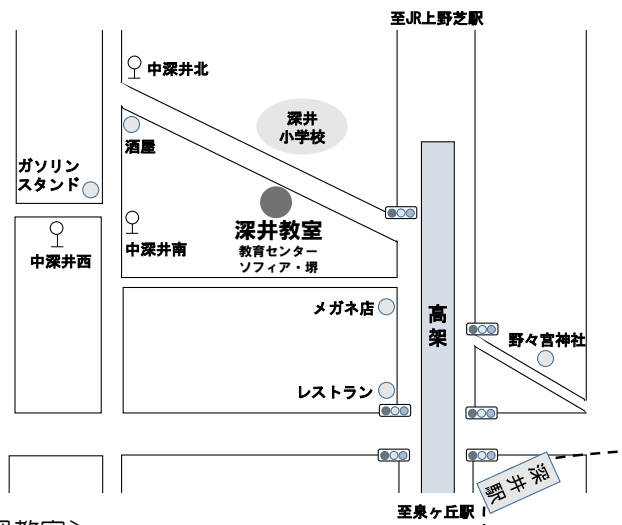 至JR上野芝駅
中深井北
深井
小学校
酒屋
ガソリン
スタンド
深井教室
教育センター
ソフィア・堺
中深井南
中深井西
メガネ店
高
架
野々宮神社
レストラン
深井駅
至泉ヶ丘駅